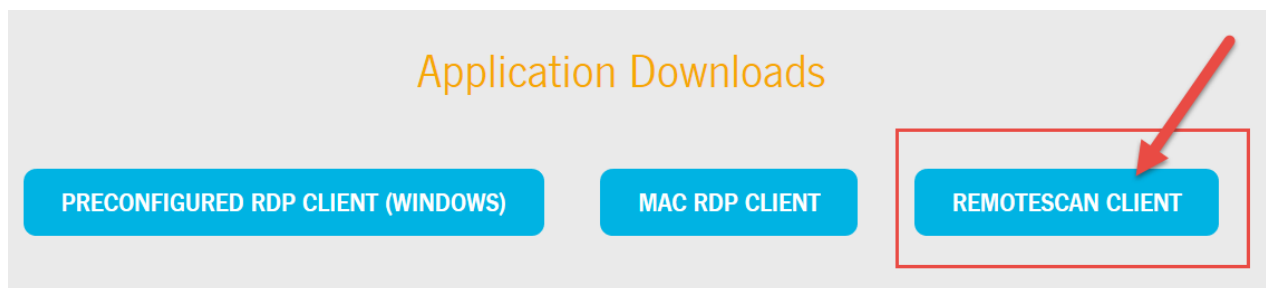 Application Downloads
PRECONFIGURED RDP CLIENT (WINDOWS)
MAC RDP CLIENT
REMOTESCAN CLIENT